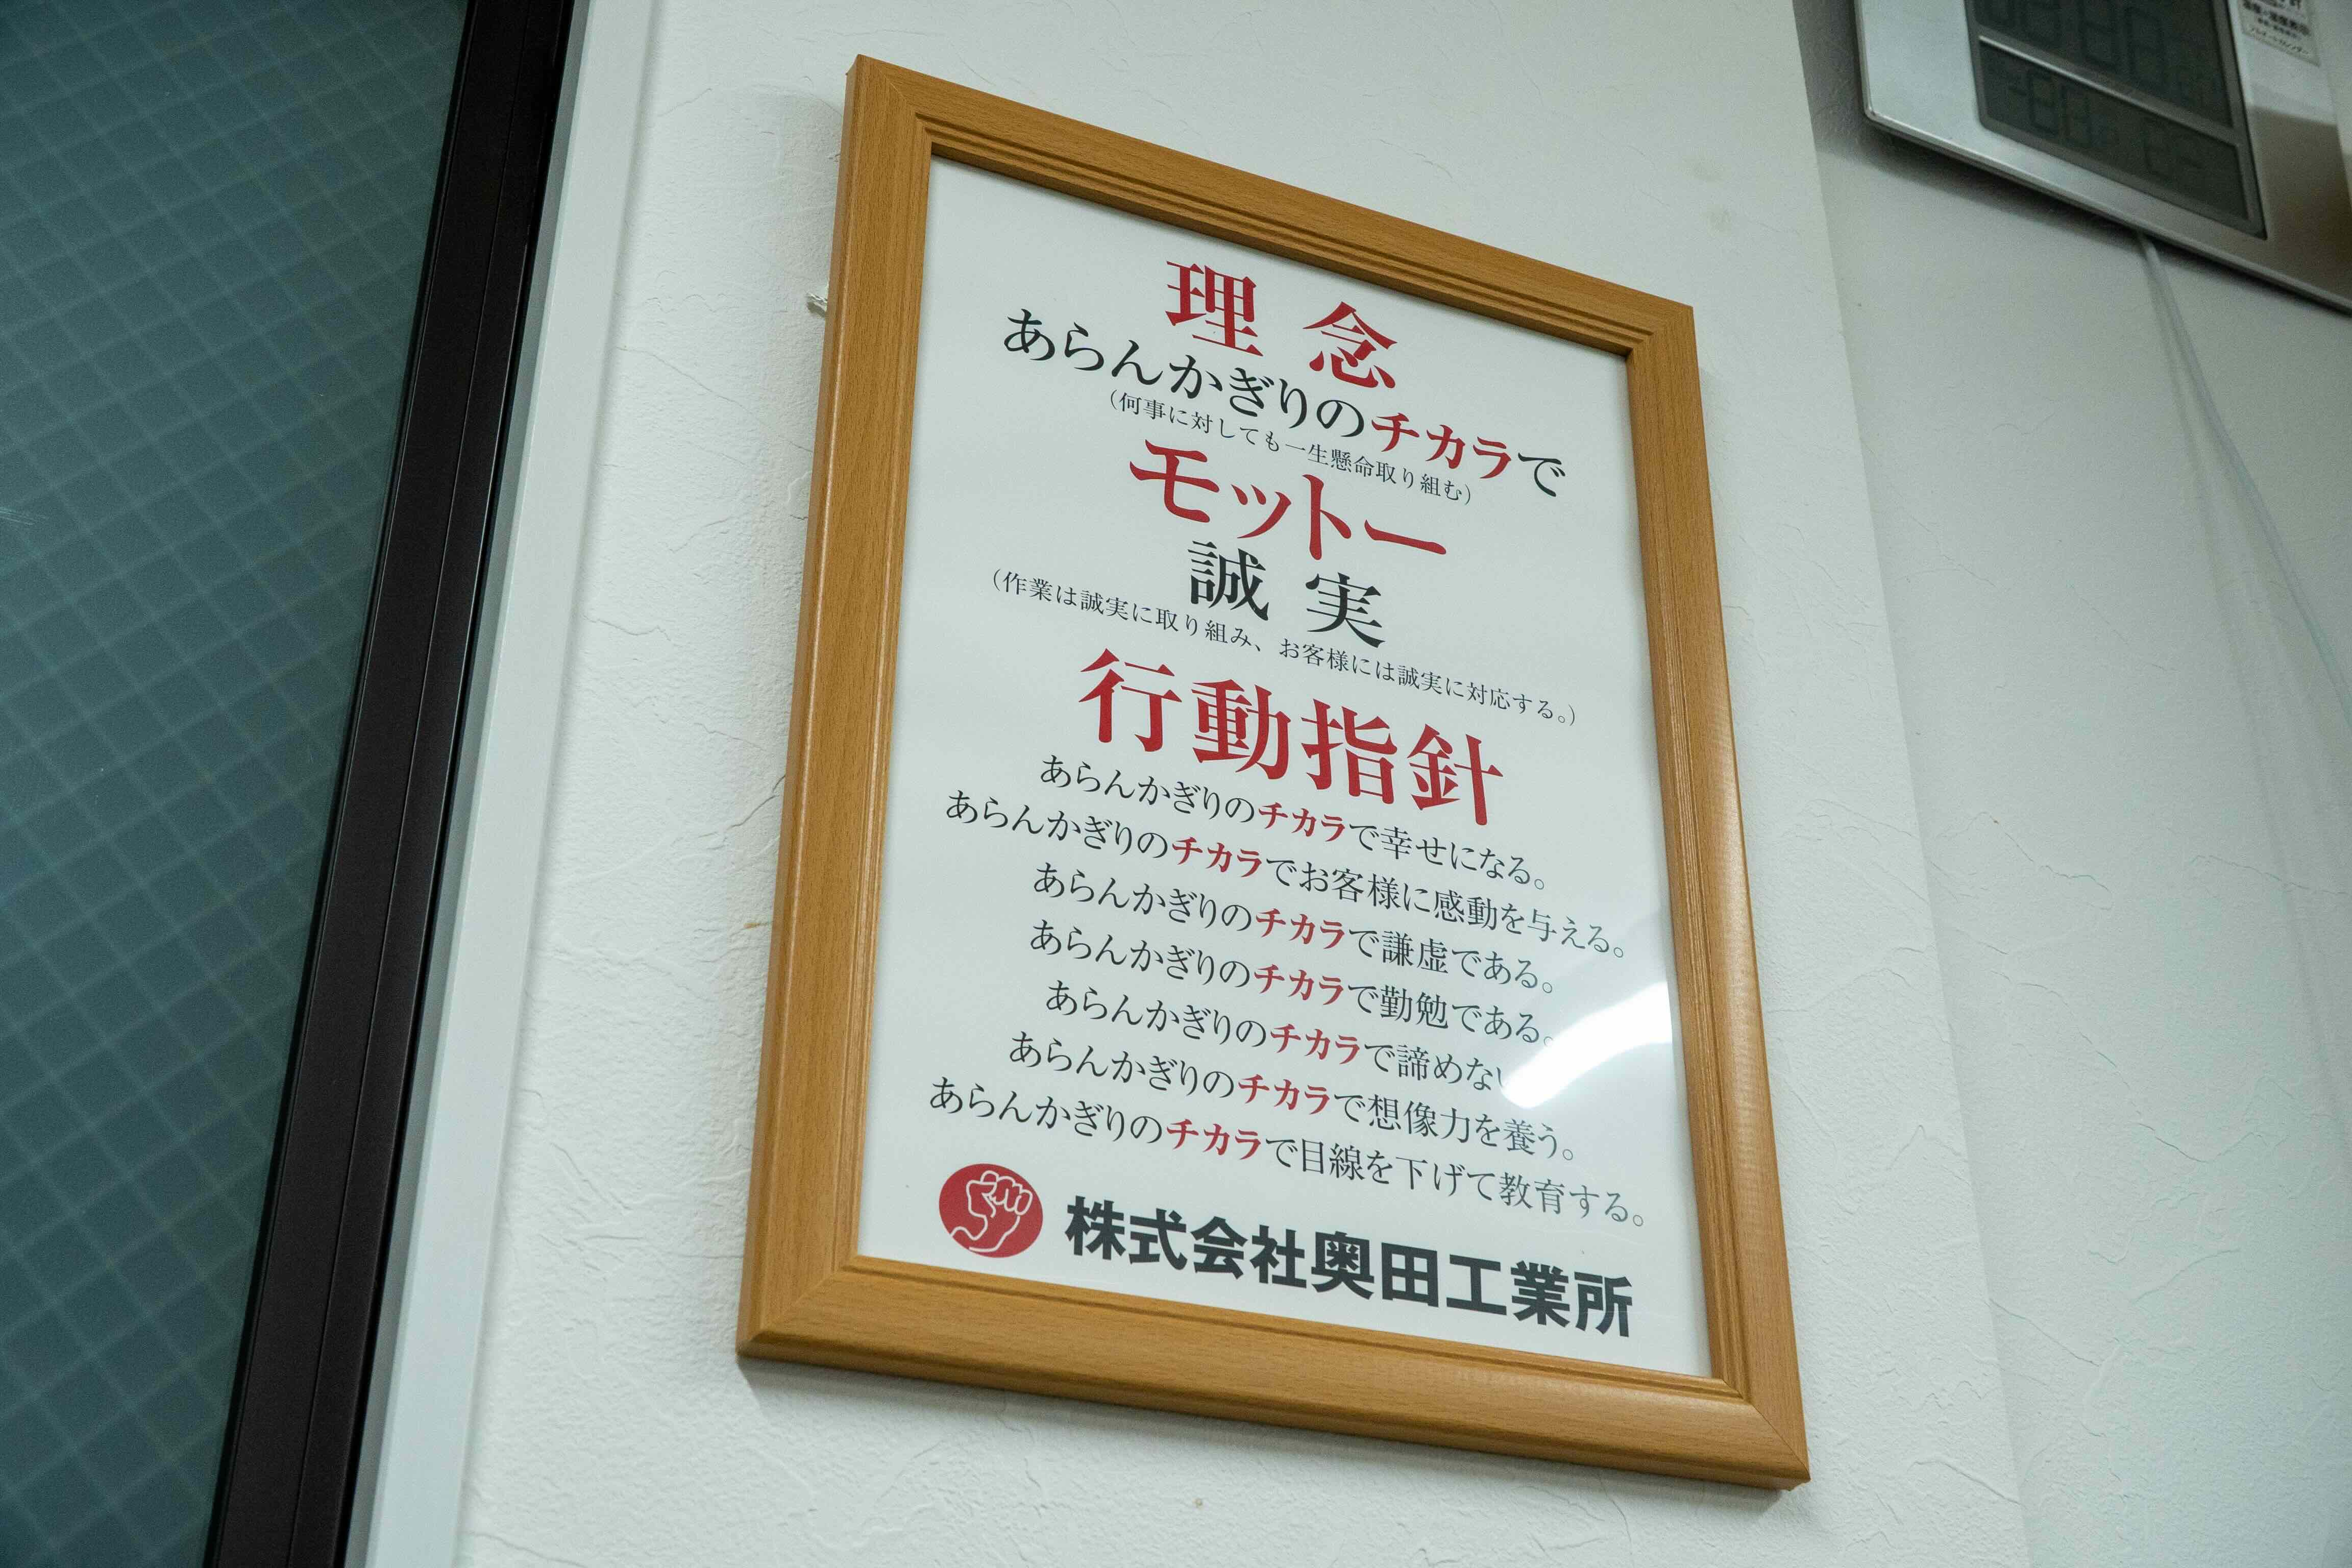 理念
あらんかぎりのチカラで
(何事に対しても一生懸命取り組む)
モットー
誠実
(作業は誠実に取り組み、お客様には誠実に対応する。)
行動指針
あらんかぎりのチカラで幸せになる。
あらんかぎりのチカラでお客様に感動を与える。
あらんかぎりのチカラで謙虚である。
あらんかぎりのチカラで勤勉である。
あらんかぎりのチカラで諦めない
あらんかぎりのチカラで想像力を養う。
あらんかぎりのチカラで目線を下げて教育する。
株式会社奥田工業所